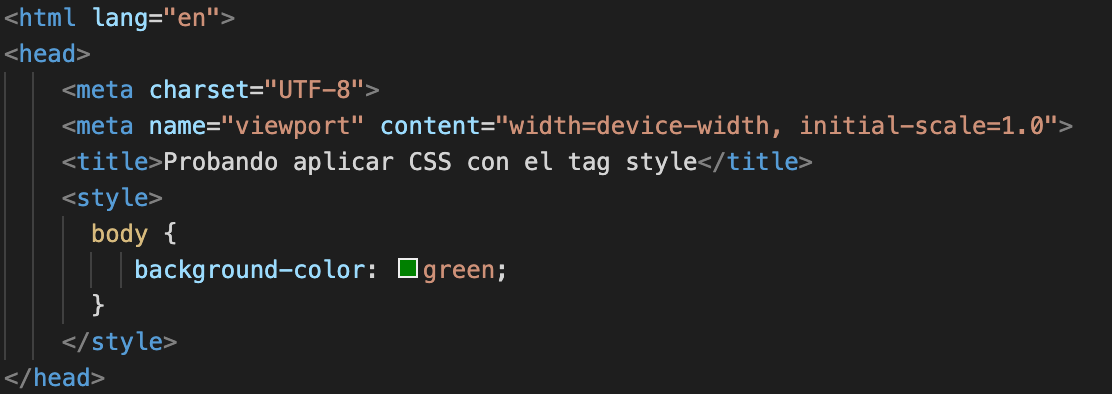 <html lang="en">
<head>
<meta charset="UTF-8">
<meta name="viewport" content="width=device-width, initial-scale=1.0">
<title>Probando aplicar CSS con el tag style</title>
<style>
body {
background-color: green;
}
</style>
</head>